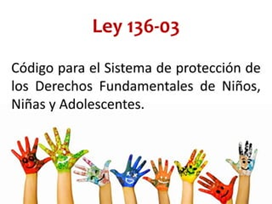 Ley 136-03
Código para el Sistema de protección de
los Derechos Fundamentales de Niños,
Niñas y Adolescentes.